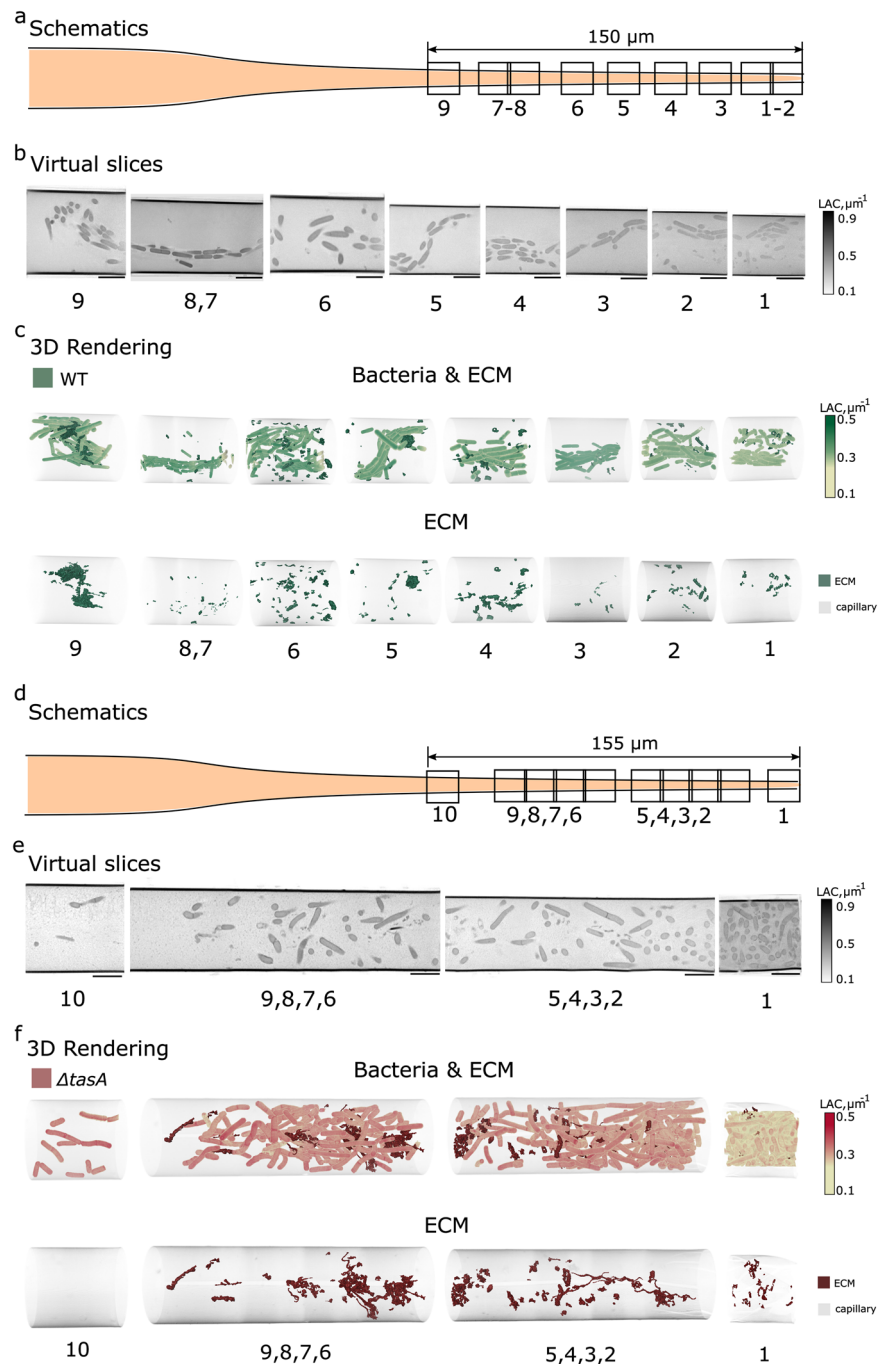 a
Schematics
150 µm
9 7-8 6 5 4 3 1-2
b
Virtual slices
LAC,µm⁻¹
0.9
0.5
0.1
9 8,7 6 5 4 3 2 1
c
3D Rendering
WT
Bacteria & ECM
LAC,µm⁻¹
0.5
0.3
0.1
ECM
ECM
capillary
9 8,7 6 5 4 3 2 1
d
Schematics
155 µm
10 9,8,7,6 5,4,3,2 1
e
Virtual slices
LAC,µm⁻¹
0.9
0.5
0.1
10 9,8,7,6 5,4,3,2 1
f
3D Rendering
ΔtasA
Bacteria & ECM
LAC,µm⁻¹
0.5
0.3
0.1
ECM
ECM
capillary
10 9,8,7,6 5,4,3,2 1